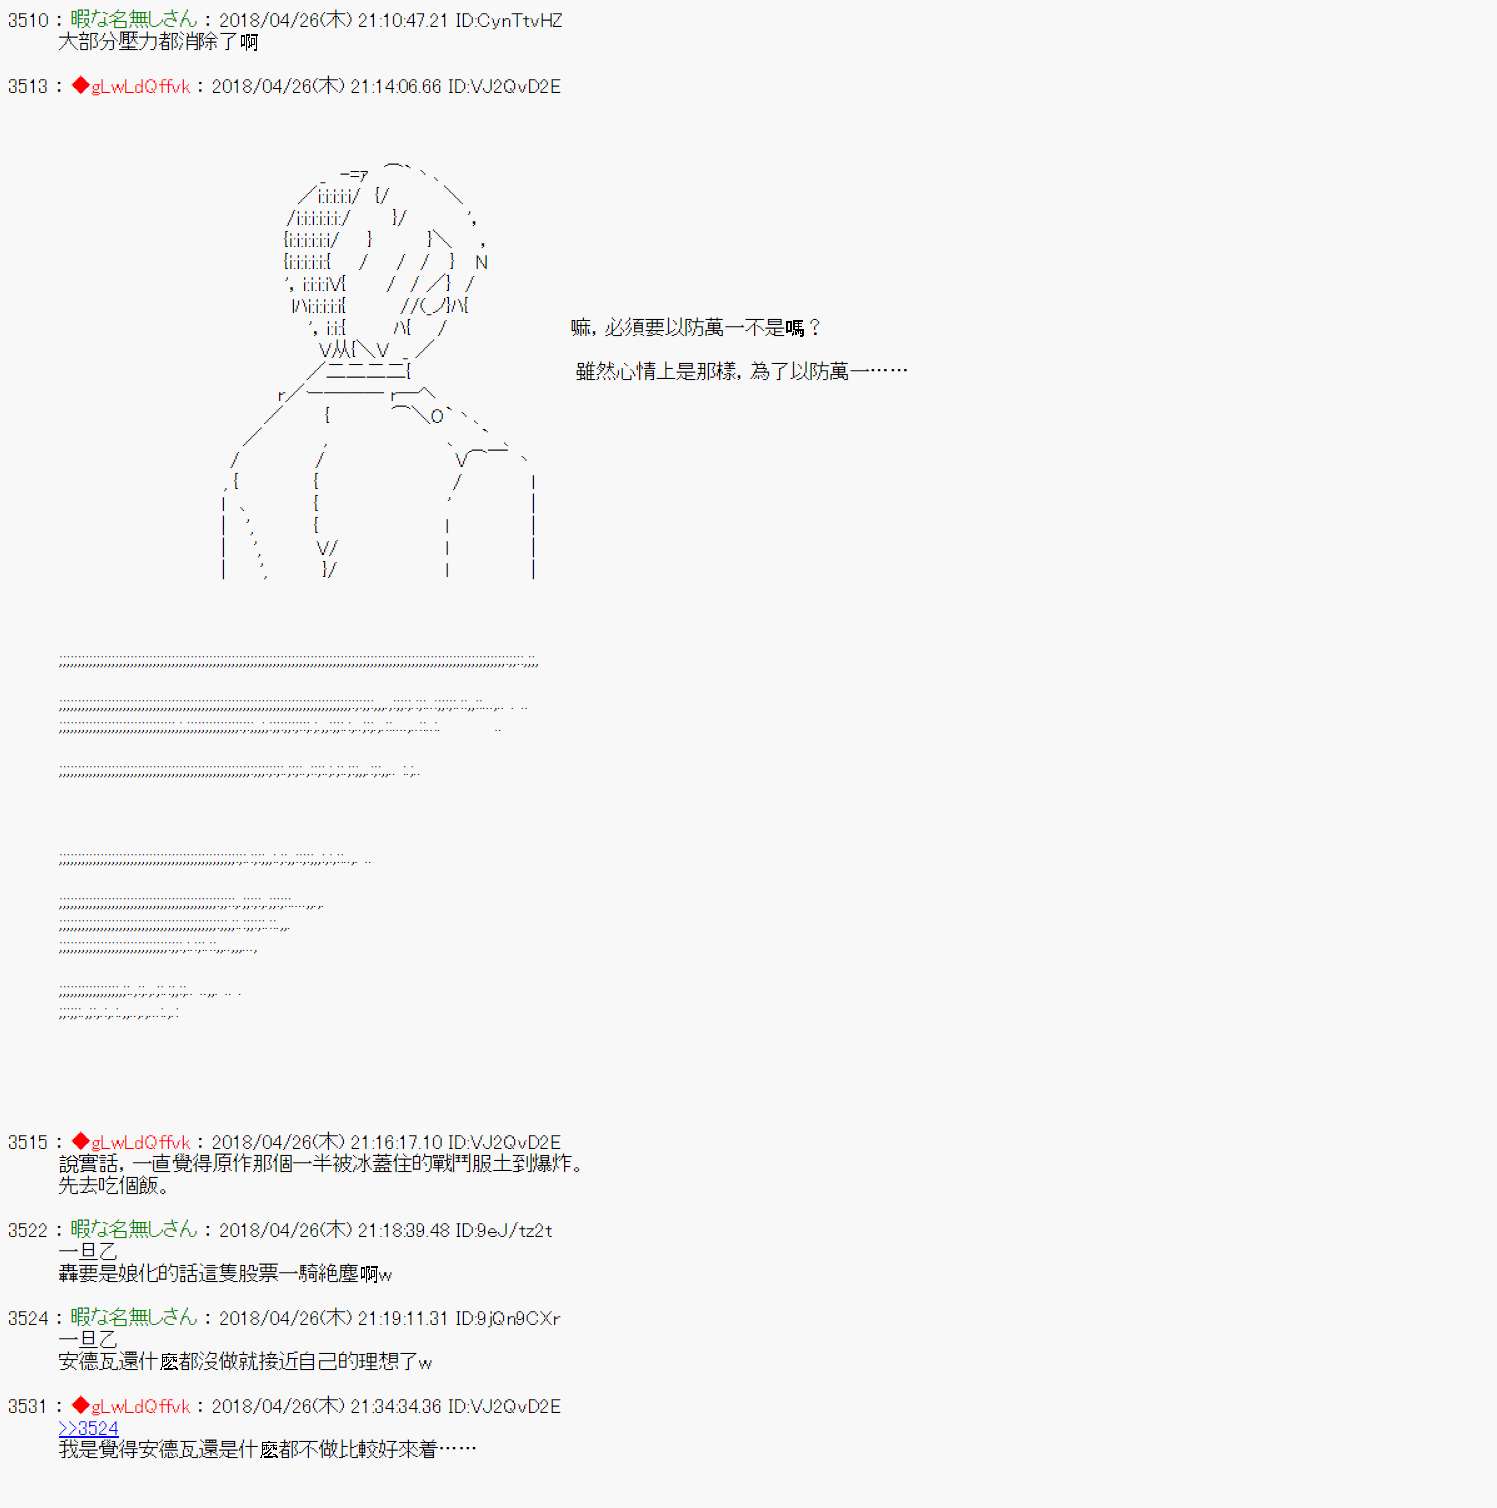 3510 : 暇な名無しさん : 2018/04/26(木) 21:10:47.21 ID:CynTtvHZ
大部分壓力都消除了啊
3513 : ◆gLwLdQffvk : 2018/04/26(木) 21:14:06.66 ID:VJ2QvD2E
嘛，必須要以防萬一不是嗎？
雖然心情上是那樣，為了以防萬一……
3515 : ◆gLwLdQffvk : 2018/04/26(木) 21:16:17.10 ID:VJ2QvD2E
說實話，一直覺得原作那個一半被冰蓋住的戰鬥服土到爆炸。
先去吃個飯。
3522 : 暇な名無しさん : 2018/04/26(木) 21:18:39.48 ID:9eJ/tz2t
一旦乙
轟要是娘化的話這隻股票一騎絶塵啊w
3524 : 暇な名無しさん : 2018/04/26(木) 21:19:11.31 ID:9jQn9CXr
一旦乙
安德瓦還什麽都沒做就接近自己的理想了w
3531 : ◆gLwLdQffvk : 2018/04/26(木) 21:34:34.36 ID:VJ2QvD2E
>>3524
我是覺得安德瓦還是什麽都不做比較好來着……